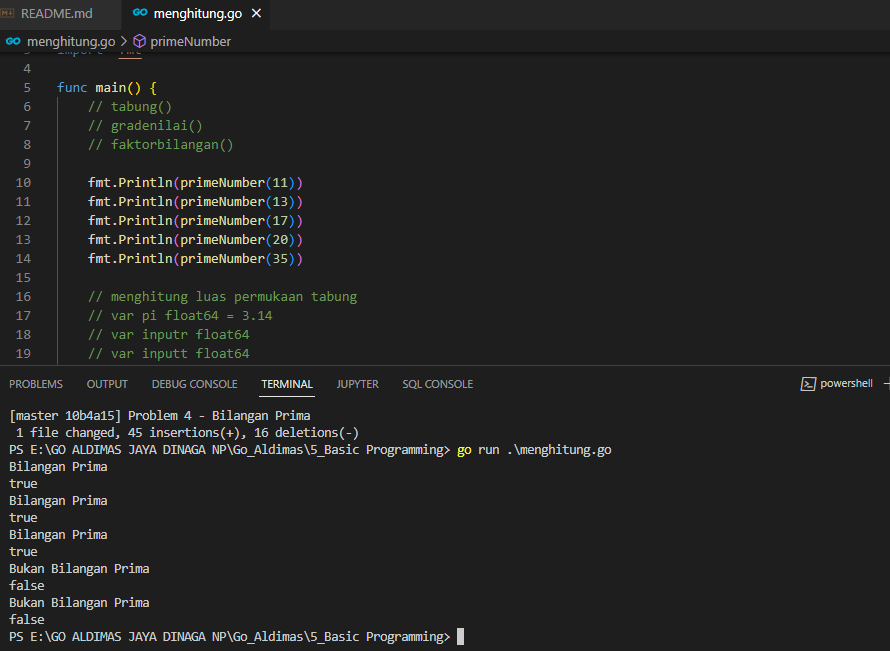 README.md
menghitung.go
menghitung.go > primeNumber
4
5 func main() {
6 // tabung()
7 // gradenilai()
8 // faktorbilangan()
9
10 fmt.Println(primeNumber(11))
11 fmt.Println(primeNumber(13))
12 fmt.Println(primeNumber(17))
13 fmt.Println(primeNumber(20))
14 fmt.Println(primeNumber(35))
15
16 // menghitung luas permukaan tabung
17 // var pi float64 = 3.14
18 // var inputr float64
19 // var inputt float64
PROBLEMS OUTPUT DEBUG CONSOLE TERMINAL JUPYTER SQL CONSOLE powershell
[master 10b4a15] Problem 4 - Bilangan Prima
1 file changed, 45 insertions(+), 16 deletions(-)
PS E:\GO ALDIMAS JAYA DINAGA NP\Go_Aldimas\5_Basic Programming> go run .\menghitung.go
Bilangan Prima
true
Bilangan Prima
true
Bilangan Prima
true
Bukan Bilangan Prima
false
Bukan Bilangan Prima
false
PS E:\GO ALDIMAS JAYA DINAGA NP\Go_Aldimas\5_Basic Programming>